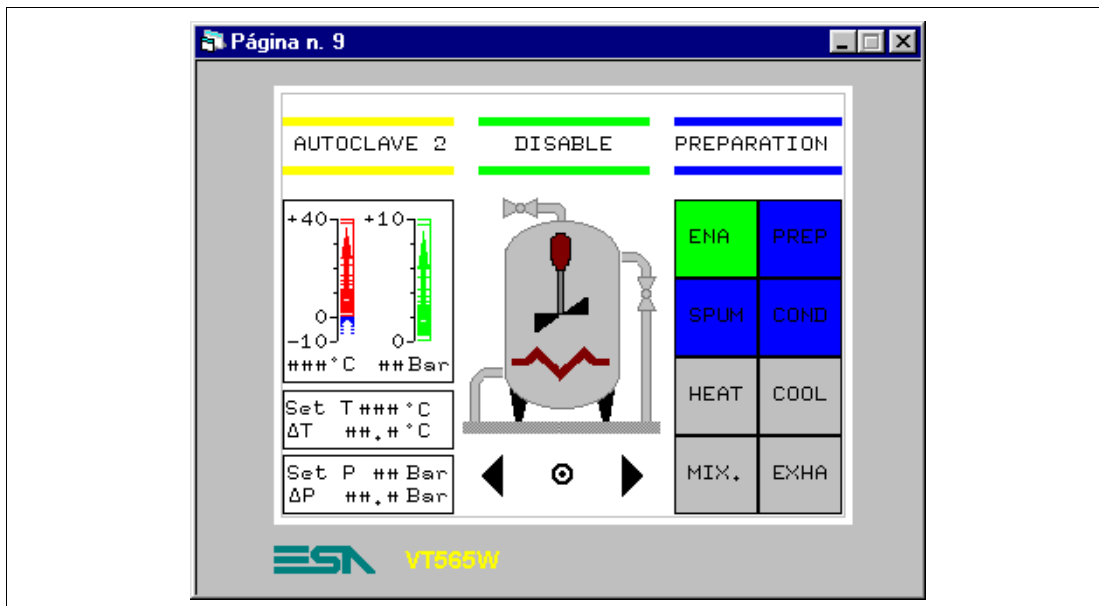 Página n. 9
AUTOCLAVE 2
DISABLE
PREPARATION
+40
+10
0
-10
0
###°C ##Bar
Set T###°C
ΔT ##.#°C
Set P ##Bar
ΔP ##.#Bar
ENA PREP
SPUM COND
HEAT COOL
MIX. EXHA
ESA VT565W